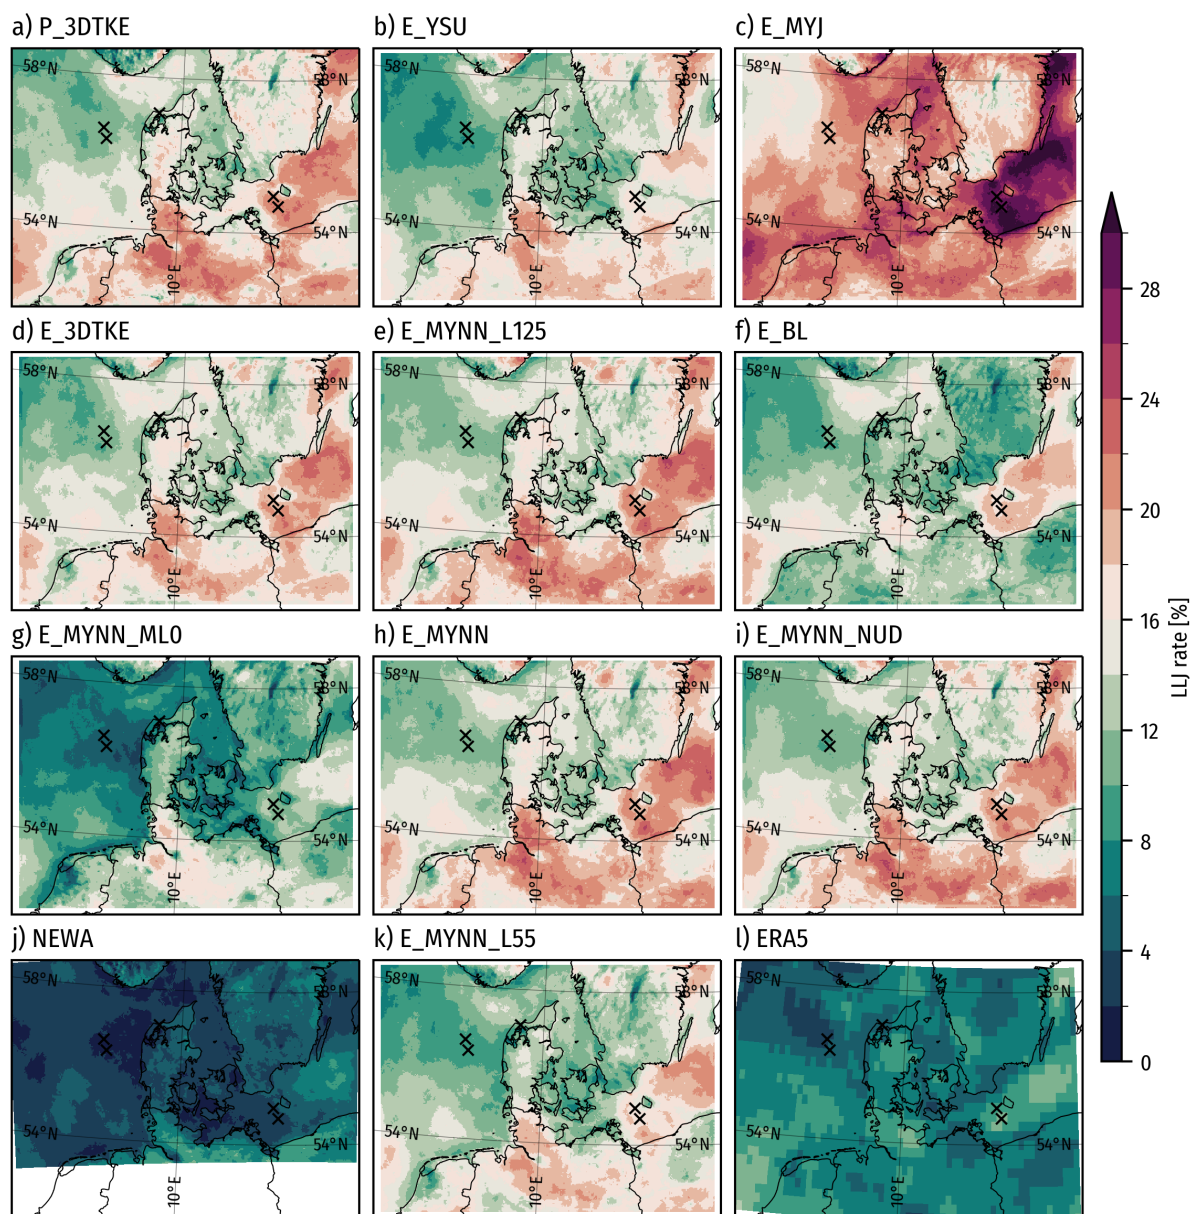 a) P_3DTKE
b) E_YSU
c) E_MYJ
58°N
58°N
54°N
54°N
10°E
58°N
58°N
54°N
54°N
10°E
58°N
58°N
54°N
54°N
10°E
d) E_3DTKE
e) E_MYNN_L125
f) E_BL
58°N
58°N
54°N
54°N
10°E
58°N
58°N
54°N
54°N
10°E
58°N
58°N
54°N
54°N
10°E
g) E_MYNN_ML0
h) E_MYNN
i) E_MYNN_NUD
58°N
58°N
54°N
54°N
10°E
58°N
58°N
54°N
54°N
10°E
58°N
58°N
54°N
54°N
10°E
j) NEWA
k) E_MYNN_L55
l) ERA5
58°N
58°N
54°N
54°N
10°E
58°N
58°N
54°N
54°N
10°E
58°N
58°N
54°N
54°N
10°E
28
24
20
16
12
8
4
0
LLJ rate [%]